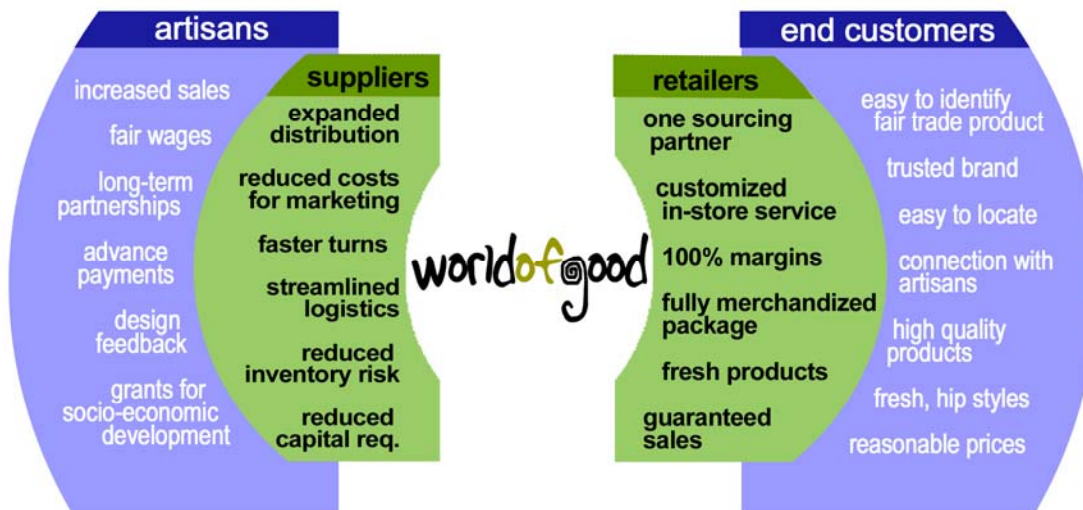 artisans
increased sales
fair wages
long-term
partnerships
advance
payments
design
feedback
grants for
socio-economic
development
suppliers
expanded
distribution
reduced costs
for marketing
faster turns
streamlined
logistics
reduced
inventory risk
reduced
capital req.
worldofgood
retailers
one sourcing
partner
customized
in-store service
100% margins
fully merchandized
package
fresh products
guaranteed
sales
end customers
easy to identify
fair trade product
trusted brand
easy to locate
connection with
artisans
high quality
products
fresh, hip styles
reasonable prices